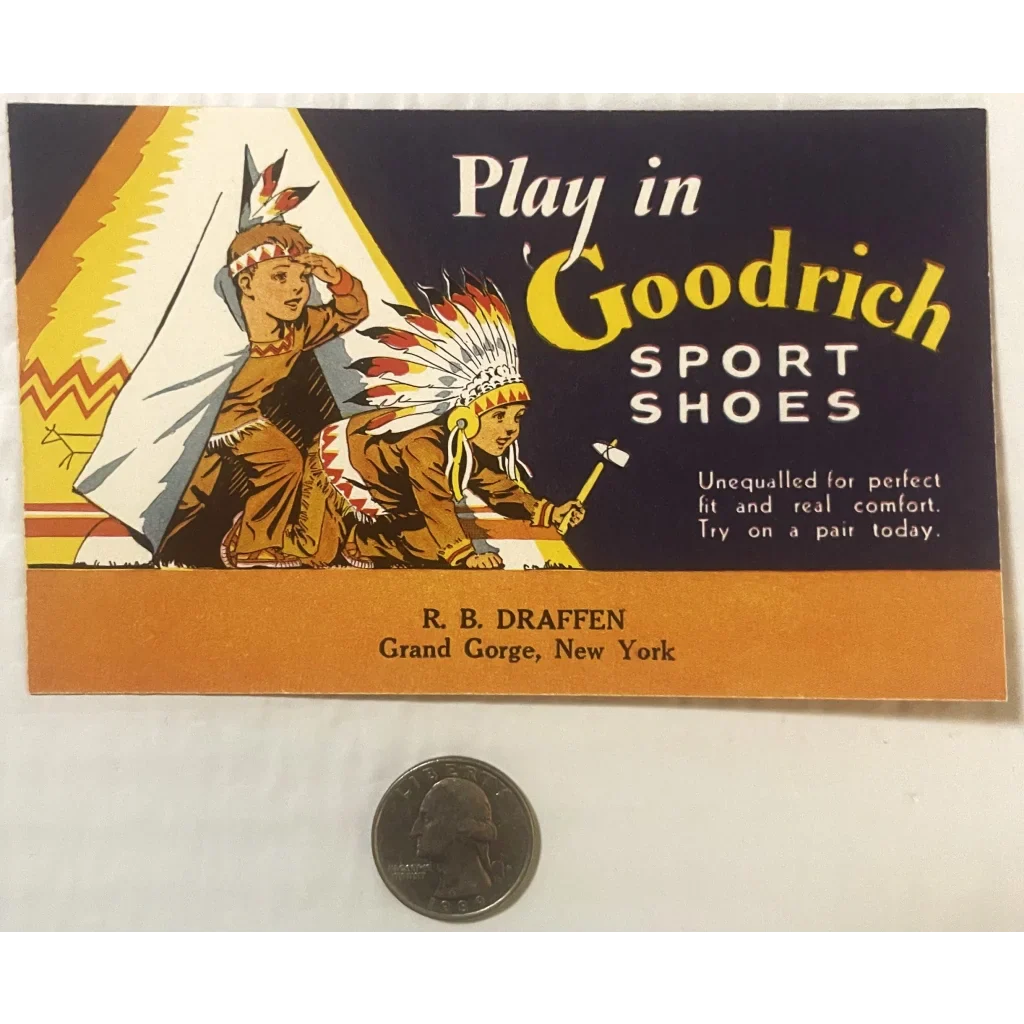 Play in
Goodrich
SPORT
SHOES
Unequalled for perfect
fit and real comfort.
Try on a pair today.
R. B. DRAFFEN
Grand Gorge, New York
LIBERTY